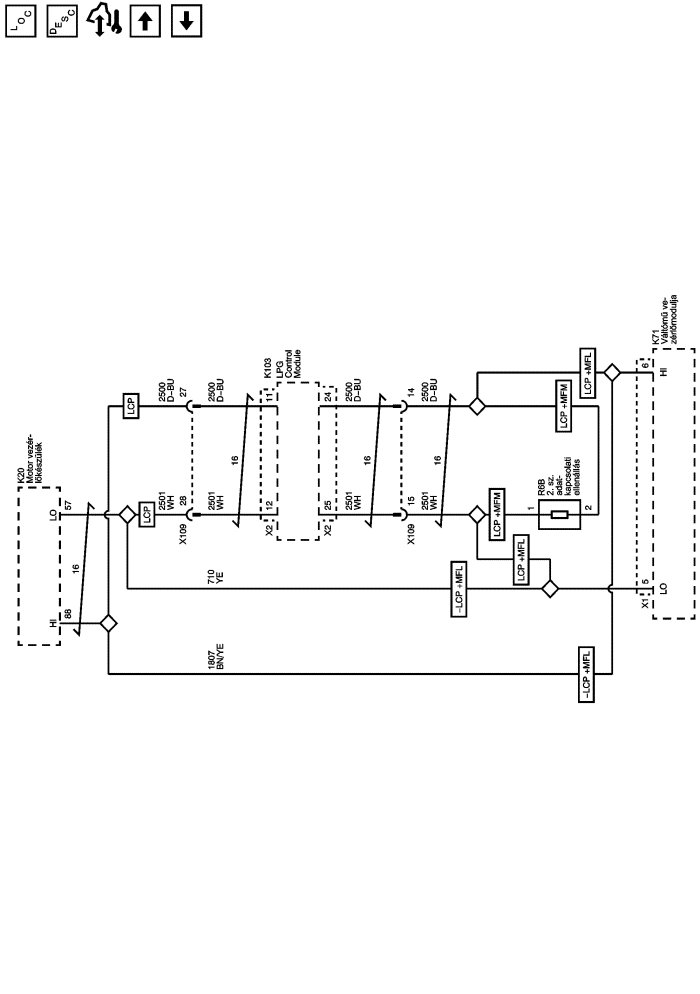 LOC
DESC
K20
Motor vezér-
lőkészülék
LO
57
HI
88
16
LCP
LCP
2500
D–BU
27
2500
D–BU
2501
WH
28
2501
WH
X109
16
K103
LPG
Control
Module
11
12
X2
24
25
X2
2500
D–BU
14
2500
D–BU
2501
WH
15
2501
WH
X109
16
16
710
YE
1807
BN/YE
LCP +MFL
LCP +MFM
LCP +MFM
LCP +MFL
–LCP +MFL
–LCP +MFL
R6B
2. sz.
adat-
kapcsolati
ellenállás
1
2
K71
Váltómű ve-
zérlőmodulja
6
HI
5
LO
X1